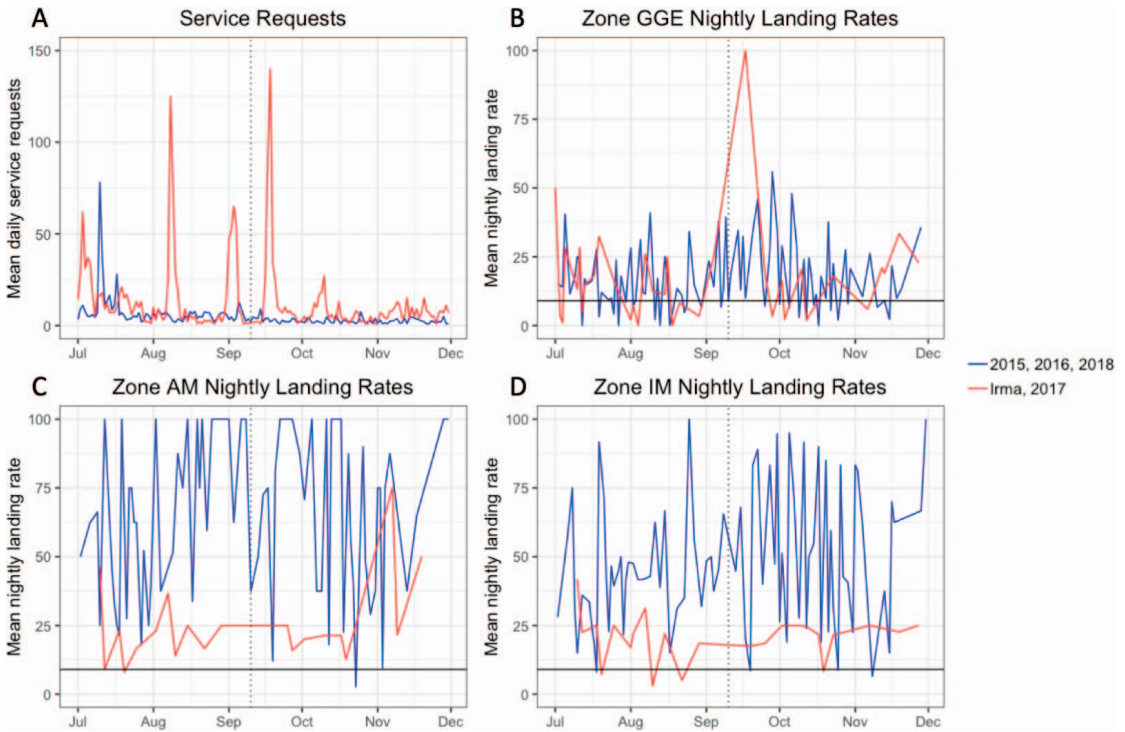 A
Service Requests
Mean daily service requests
150
100
50
0
Jul Aug Sep Oct Nov Dec
B
Zone GGE Nightly Landing Rates
Mean nightly landing rate
100
75
50
25
0
Jul Aug Sep Oct Nov Dec
C
Zone AM Nightly Landing Rates
Mean nightly landing rate
100
75
50
25
0
Jul Aug Sep Oct Nov Dec
D
Zone IM Nightly Landing Rates
Mean nightly landing rate
100
75
50
25
0
Jul Aug Sep Oct Nov Dec
2015, 2016, 2018
Irma, 2017